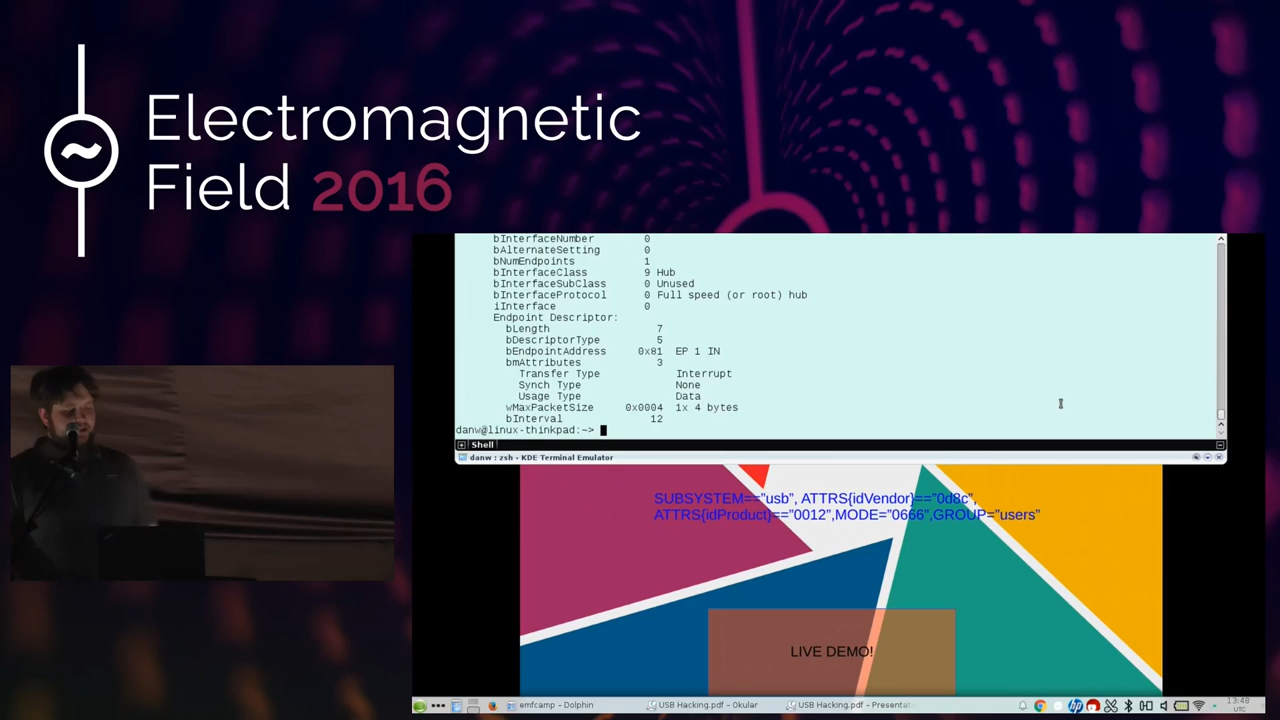 Electromagnetic
Field 2016
bInterfaceNumber 0
bAlternateSetting 0
bNumEndpoints 1
bInterfaceClass 9 Hub
bInterfaceSubClass 0 Unused
bInterfaceProtocol 0 Full speed (or root) hub
iInterface 0
Endpoint Descriptor:
bLength 7
bDescriptorType 5
bEndpointAddress 0x81 EP 1 IN
bmAttributes 3
Transfer Type Interrupt
Synch Type None
Usage Type Data
wMaxPacketSize 0x0004 1x 4 bytes
bInterval 12
danw@linux-thinkpad:~>
Shell
danw : zsh - KDE Terminal Emulator
SUBSYSTEM=="usb", ATTRS{idVendor}=="0d8c",
ATTRS{idProduct}=="0012",MODE="0666",GROUP="users"
LIVE DEMO!
emfcamp - Dolphin
USB Hacking.pdf - Okular
USB Hacking.pdf - Presentat
13:48
UTC